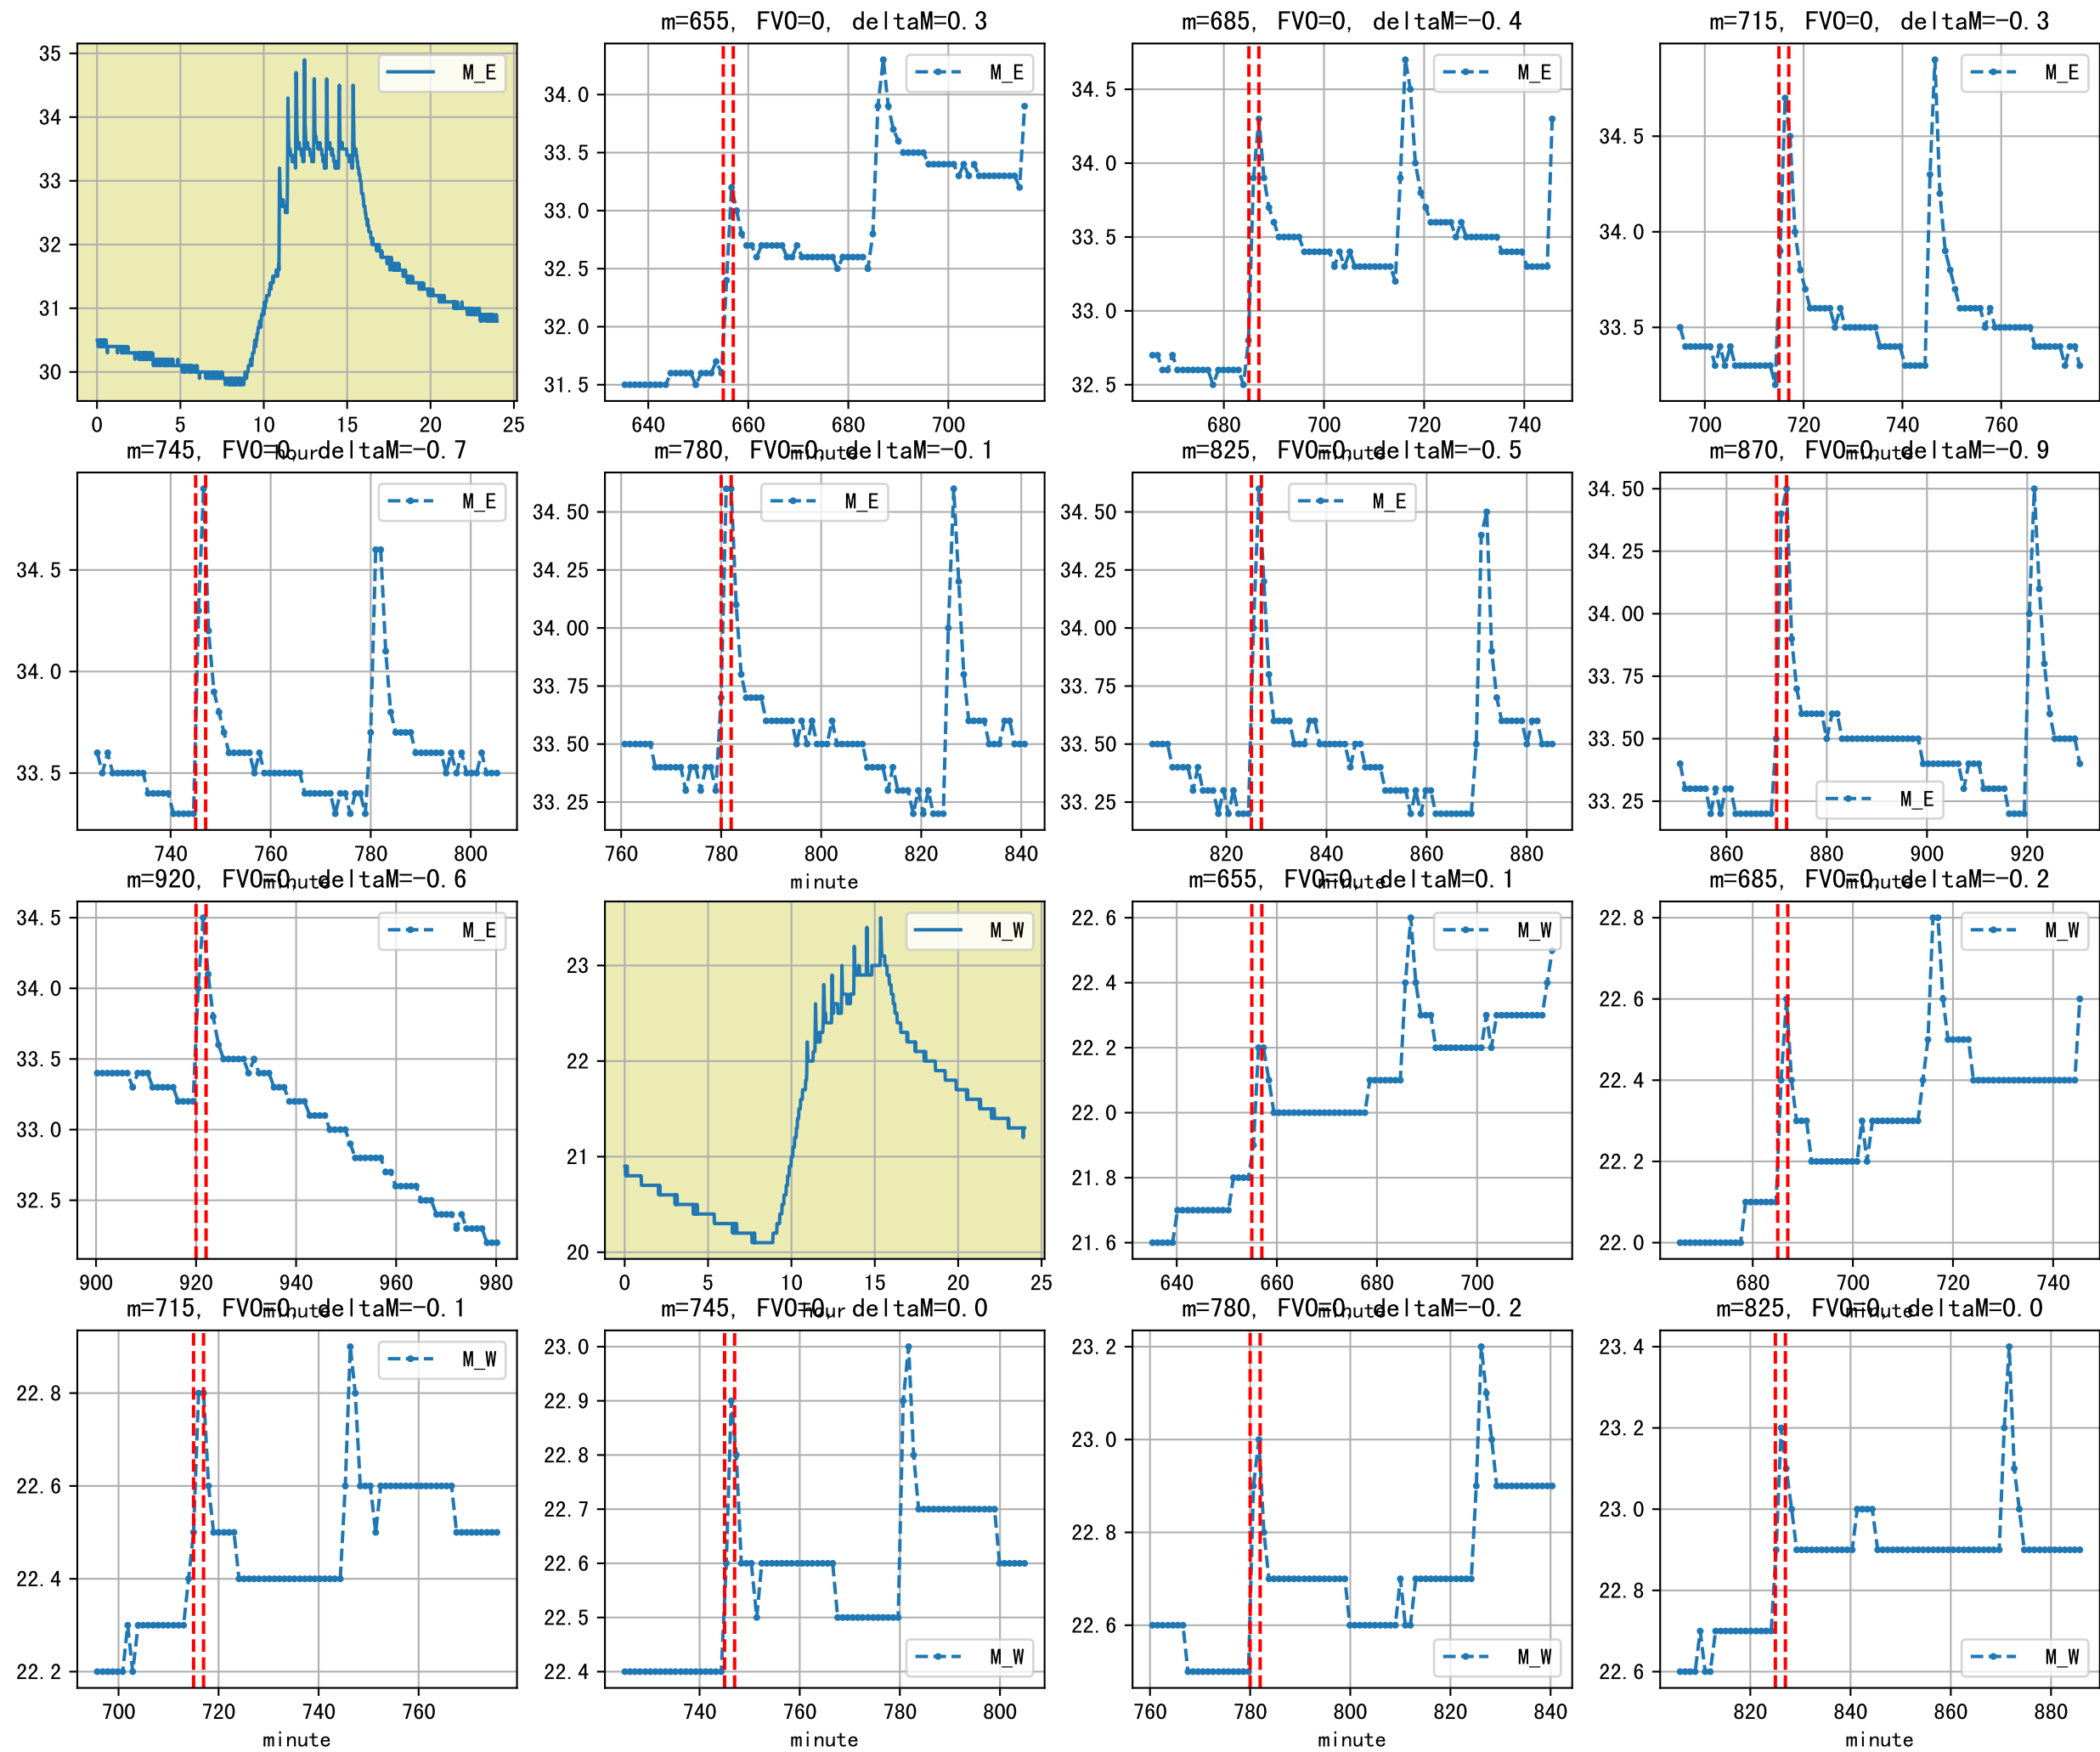 m=655, FV0=0, deltaM=0.3
m=685, FV0=0, deltaM=-0.4
m=715, FV0=0, deltaM=-0.3
M_E
M_E
M_E
M_E
35
34
33
32
31
30
34.0
33.5
33.0
32.5
32.0
31.5
34.5
34.0
33.5
33.0
32.5
34.5
34.0
33.5
0 5 10 15 20 25
640 660 680 700
680 700 720 740
700 720 740 760
hour
minute
minute
minute
m=745, FV0=0, deltaM=-0.7
m=780, FV0=0, deltaM=-0.1
m=825, FV0=0, deltaM=-0.5
m=870, FV0=0, deltaM=-0.9
M_E
M_E
M_E
M_E
34.5
34.0
33.5
34.50
34.25
34.00
33.75
33.50
33.25
34.50
34.25
34.00
33.75
33.50
33.25
34.50
34.25
34.00
33.75
33.50
33.25
740 760 780 800
760 780 800 820 840
820 840 860 880
860 880 900 920
minute
minute
minute
minute
m=920, FV0=0, deltaM=-0.6
m=655, FV0=0, deltaM=0.1
m=685, FV0=0, deltaM=-0.2
M_E
M_W
M_W
M_W
34.5
34.0
33.5
33.0
32.5
23
22
21
20
22.6
22.4
22.2
22.0
21.8
21.6
22.8
22.6
22.4
22.2
22.0
900 920 940 960 980
0 5 10 15 20 25
640 660 680 700
680 700 720 740
minute
hour
minute
minute
m=715, FV0=0, deltaM=-0.1
m=745, FV0=0, deltaM=0.0
m=780, FV0=0, deltaM=-0.2
m=825, FV0=0, deltaM=0.0
M_W
M_W
M_W
M_W
22.8
22.6
22.4
22.2
23.0
22.9
22.8
22.7
22.6
22.5
22.4
23.2
23.0
22.8
22.6
23.4
23.2
23.0
22.8
22.6
700 720 740 760
740 760 780 800
760 780 800 820 840
820 840 860 880
minute
minute
minute
minute